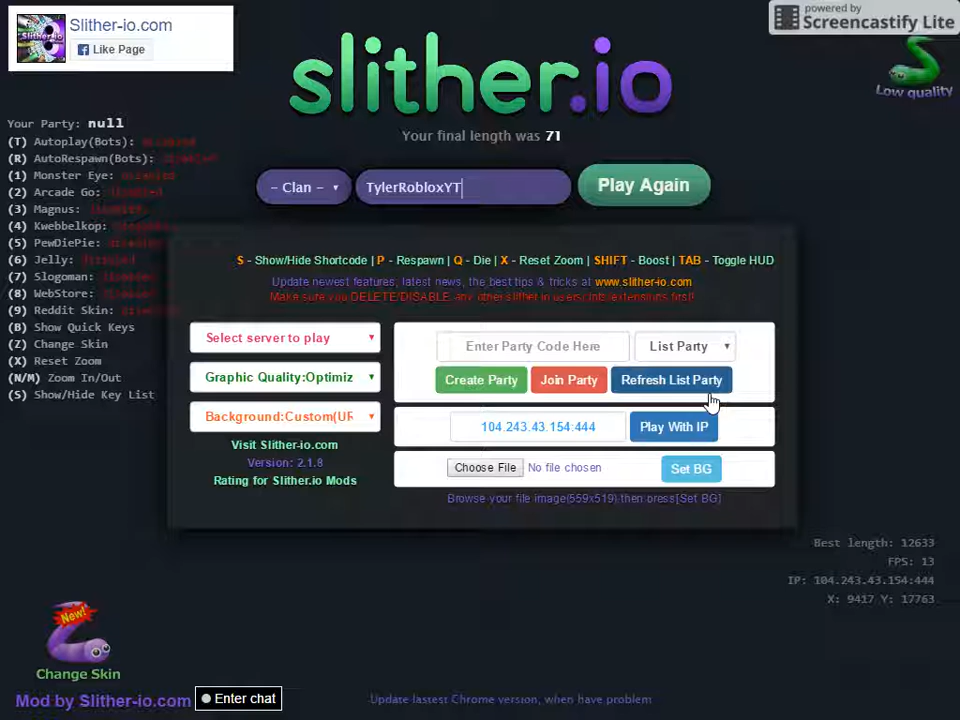 Slither-io.com
Like Page
powered by
Screencastify Lite
slither.io
Low quality
Your final length was 71
- Clan -
TylerRobloxYT
Play Again
Your Party: null
(T) Autoplay(Bots):
(R) AutoRespawn(Bots):
(1) Monster Eye:
(2) Arcade Go:
(3) Magnus:
(4) Kwebbelkop:
(5) PewDiePie:
(6) Jelly:
(7) Slogoman:
(8) WebStore:
(9) Reddit Skin:
(B) Show Quick Keys
(Z) Change Skin
(X) Reset Zoom
(N/M) Zoom In/Out
(S) Show/Hide Key List
S - Show/Hide Shortcode | P - Respawn | Q - Die | X - Reset Zoom | SHIFT - Boost | TAB - Toggle HUD
Update newest features, latest news, the best tips & tricks at www.slither-io.com
Make sure you DELETE/DISABLE any other slither.io userscripts/extensions first!
Select server to play
Graphic Quality:Optimiz
Background:Custom(UR
Visit Slither-io.com
Version: 2.1.8
Rating for Slither.io Mods
Enter Party Code Here
List Party
Create Party
Join Party
Refresh List Party
104.243.43.154:444
Play With IP
Choose File No file chosen
Set BG
Browse your file image(559x519) then press[Set BG]
Best length: 12633
FPS: 13
IP: 104.243.43.154:444
X: 9417 Y: 17763
New!
Change Skin
Mod by Slither-io.com
Enter chat
Update lastest Chrome version, when have problem